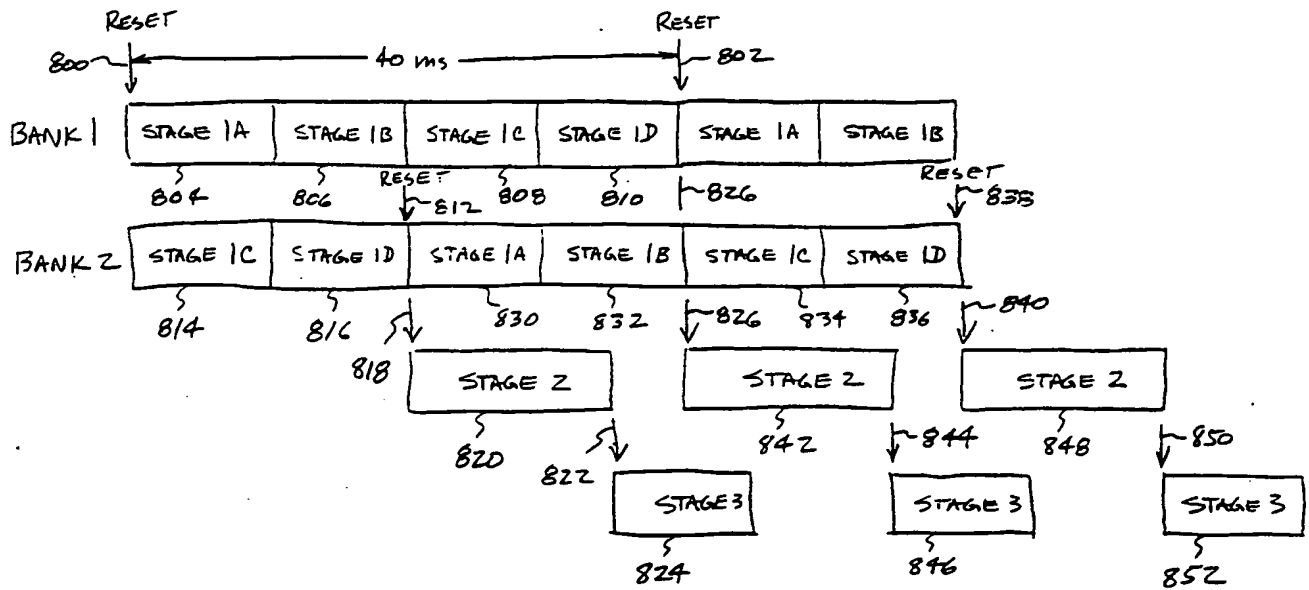 RESET RESET
800 40 ms 802
BANK 1 STAGE 1A STAGE 1B STAGE 1C STAGE 1D STAGE 1A STAGE 1B
804 806 RESET 808 810 826 RESET
812 838
BANK 2 STAGE 1C STAGE 1D STAGE 1A STAGE 1B STAGE 1C STAGE 1D
814 816 818 830 832 826 834 836 840
STAGE 2 STAGE 2 STAGE 2
820 822 842 844 848 850
STAGE 3 STAGE 3 STAGE 3
824 846 852